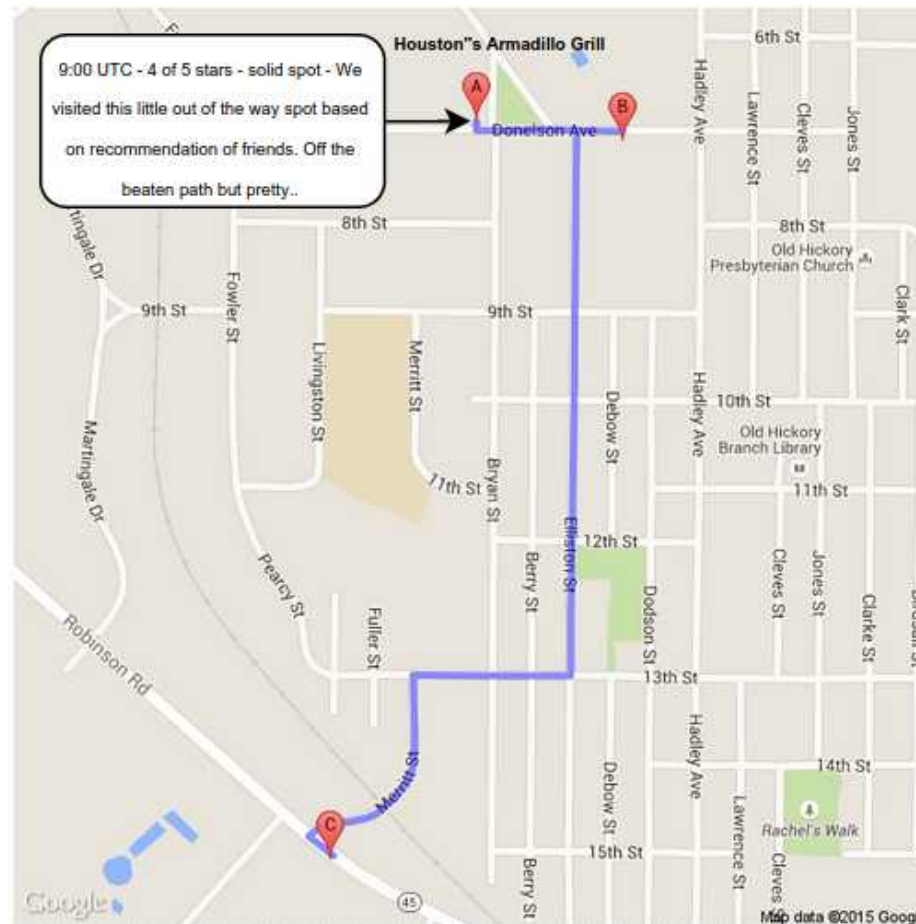 Houston"s Armadillo Grill
9:00 UTC - 4 of 5 stars - solid spot - We
visited this little out of the way spot based
on recommendation of friends. Off the
beaten path but pretty..
A
B
Donelson Ave
6th St
Hadley Ave
Lawrence St
Cleves St
Jones St
8th St
8th St
Old Hickory
Presbyterian Church
Clark St
tingale Dr
Fowler St
9th St
9th St
Livingston St
Merritt St
Martingale Dr
Debow St
Hadley Ave
10th St
Old Hickory
Branch Library
11th St
11th St
Bryan St
Elliston St
12th St
Berry St
Dodson St
Cleves St
Jones St
Clarke St
Pearcy St
Fuller St
Robinson Rd
13th St
Merritt St
Debow St
Hadley Ave
14th St
Lawrence St
Rachel's Walk
C
15th St
Berry St
Cleves S
45
Google
Map data ©2015 Goog